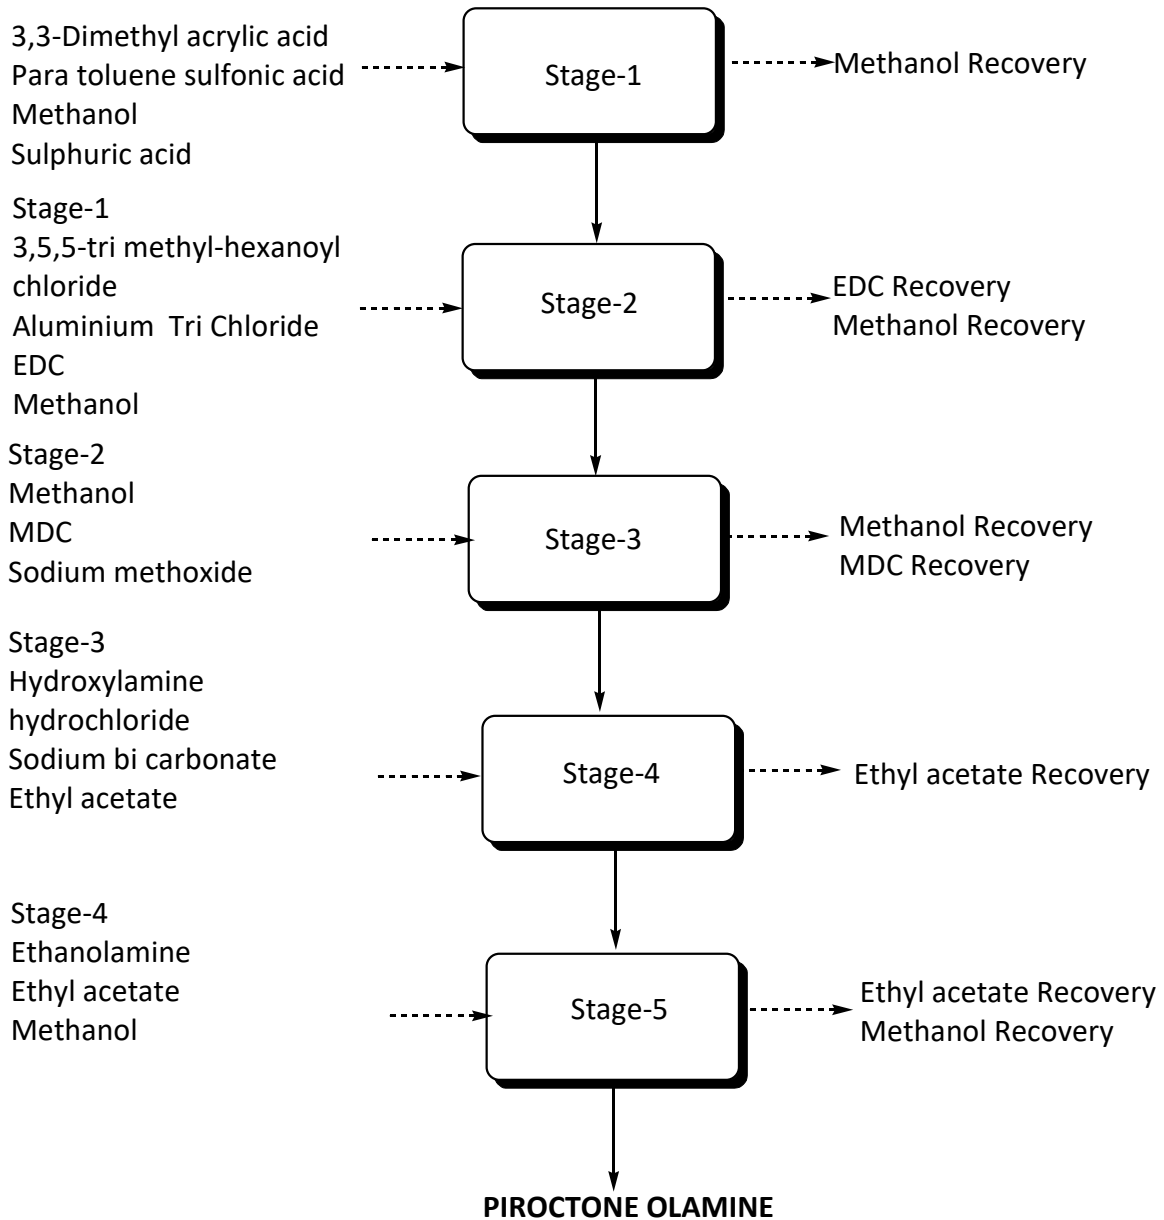 3,3-Dimethyl acrylic acid
Para toluene sulfonic acid
Methanol
Sulphuric acid
Stage-1
Methanol Recovery
Stage-1
3,5,5-tri methyl-hexanoyl
chloride
Aluminium  Tri Chloride
EDC
Methanol
Stage-2
EDC Recovery
Methanol Recovery
Stage-2
Methanol
MDC
Sodium methoxide
Stage-3
Methanol Recovery
MDC Recovery
Stage-3
Hydroxylamine
hydrochloride
Sodium bi carbonate
Ethyl acetate
Stage-4
Ethyl acetate Recovery
Stage-4
Ethanolamine
Ethyl acetate
Methanol
Stage-5
Ethyl acetate Recovery
Methanol Recovery
PIROCTONE OLAMINE